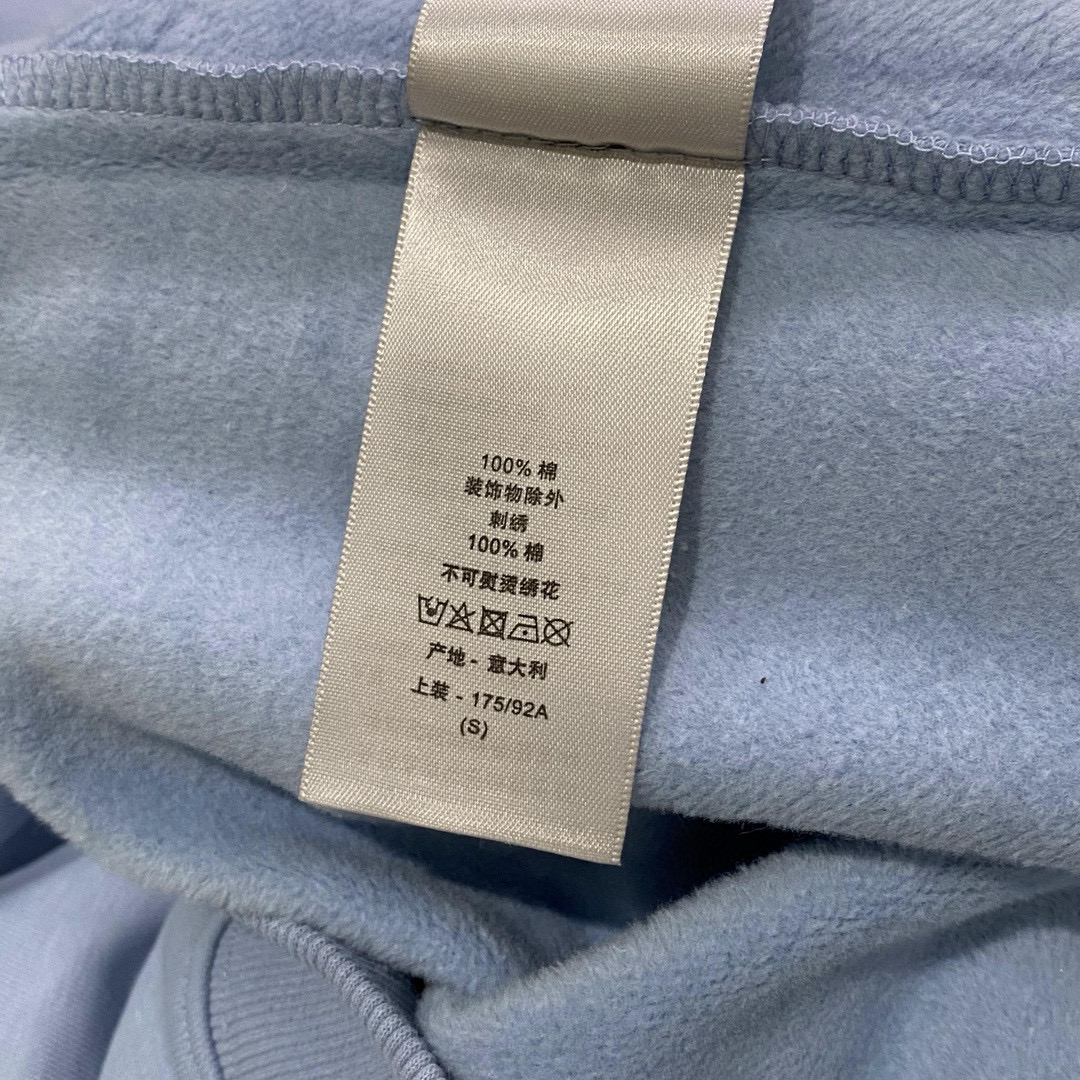 100% 棉
装饰物除外
刺绣
100% 棉
不可熨烫绣花
产地 - 意大利
上装 - 175/92A
(S)